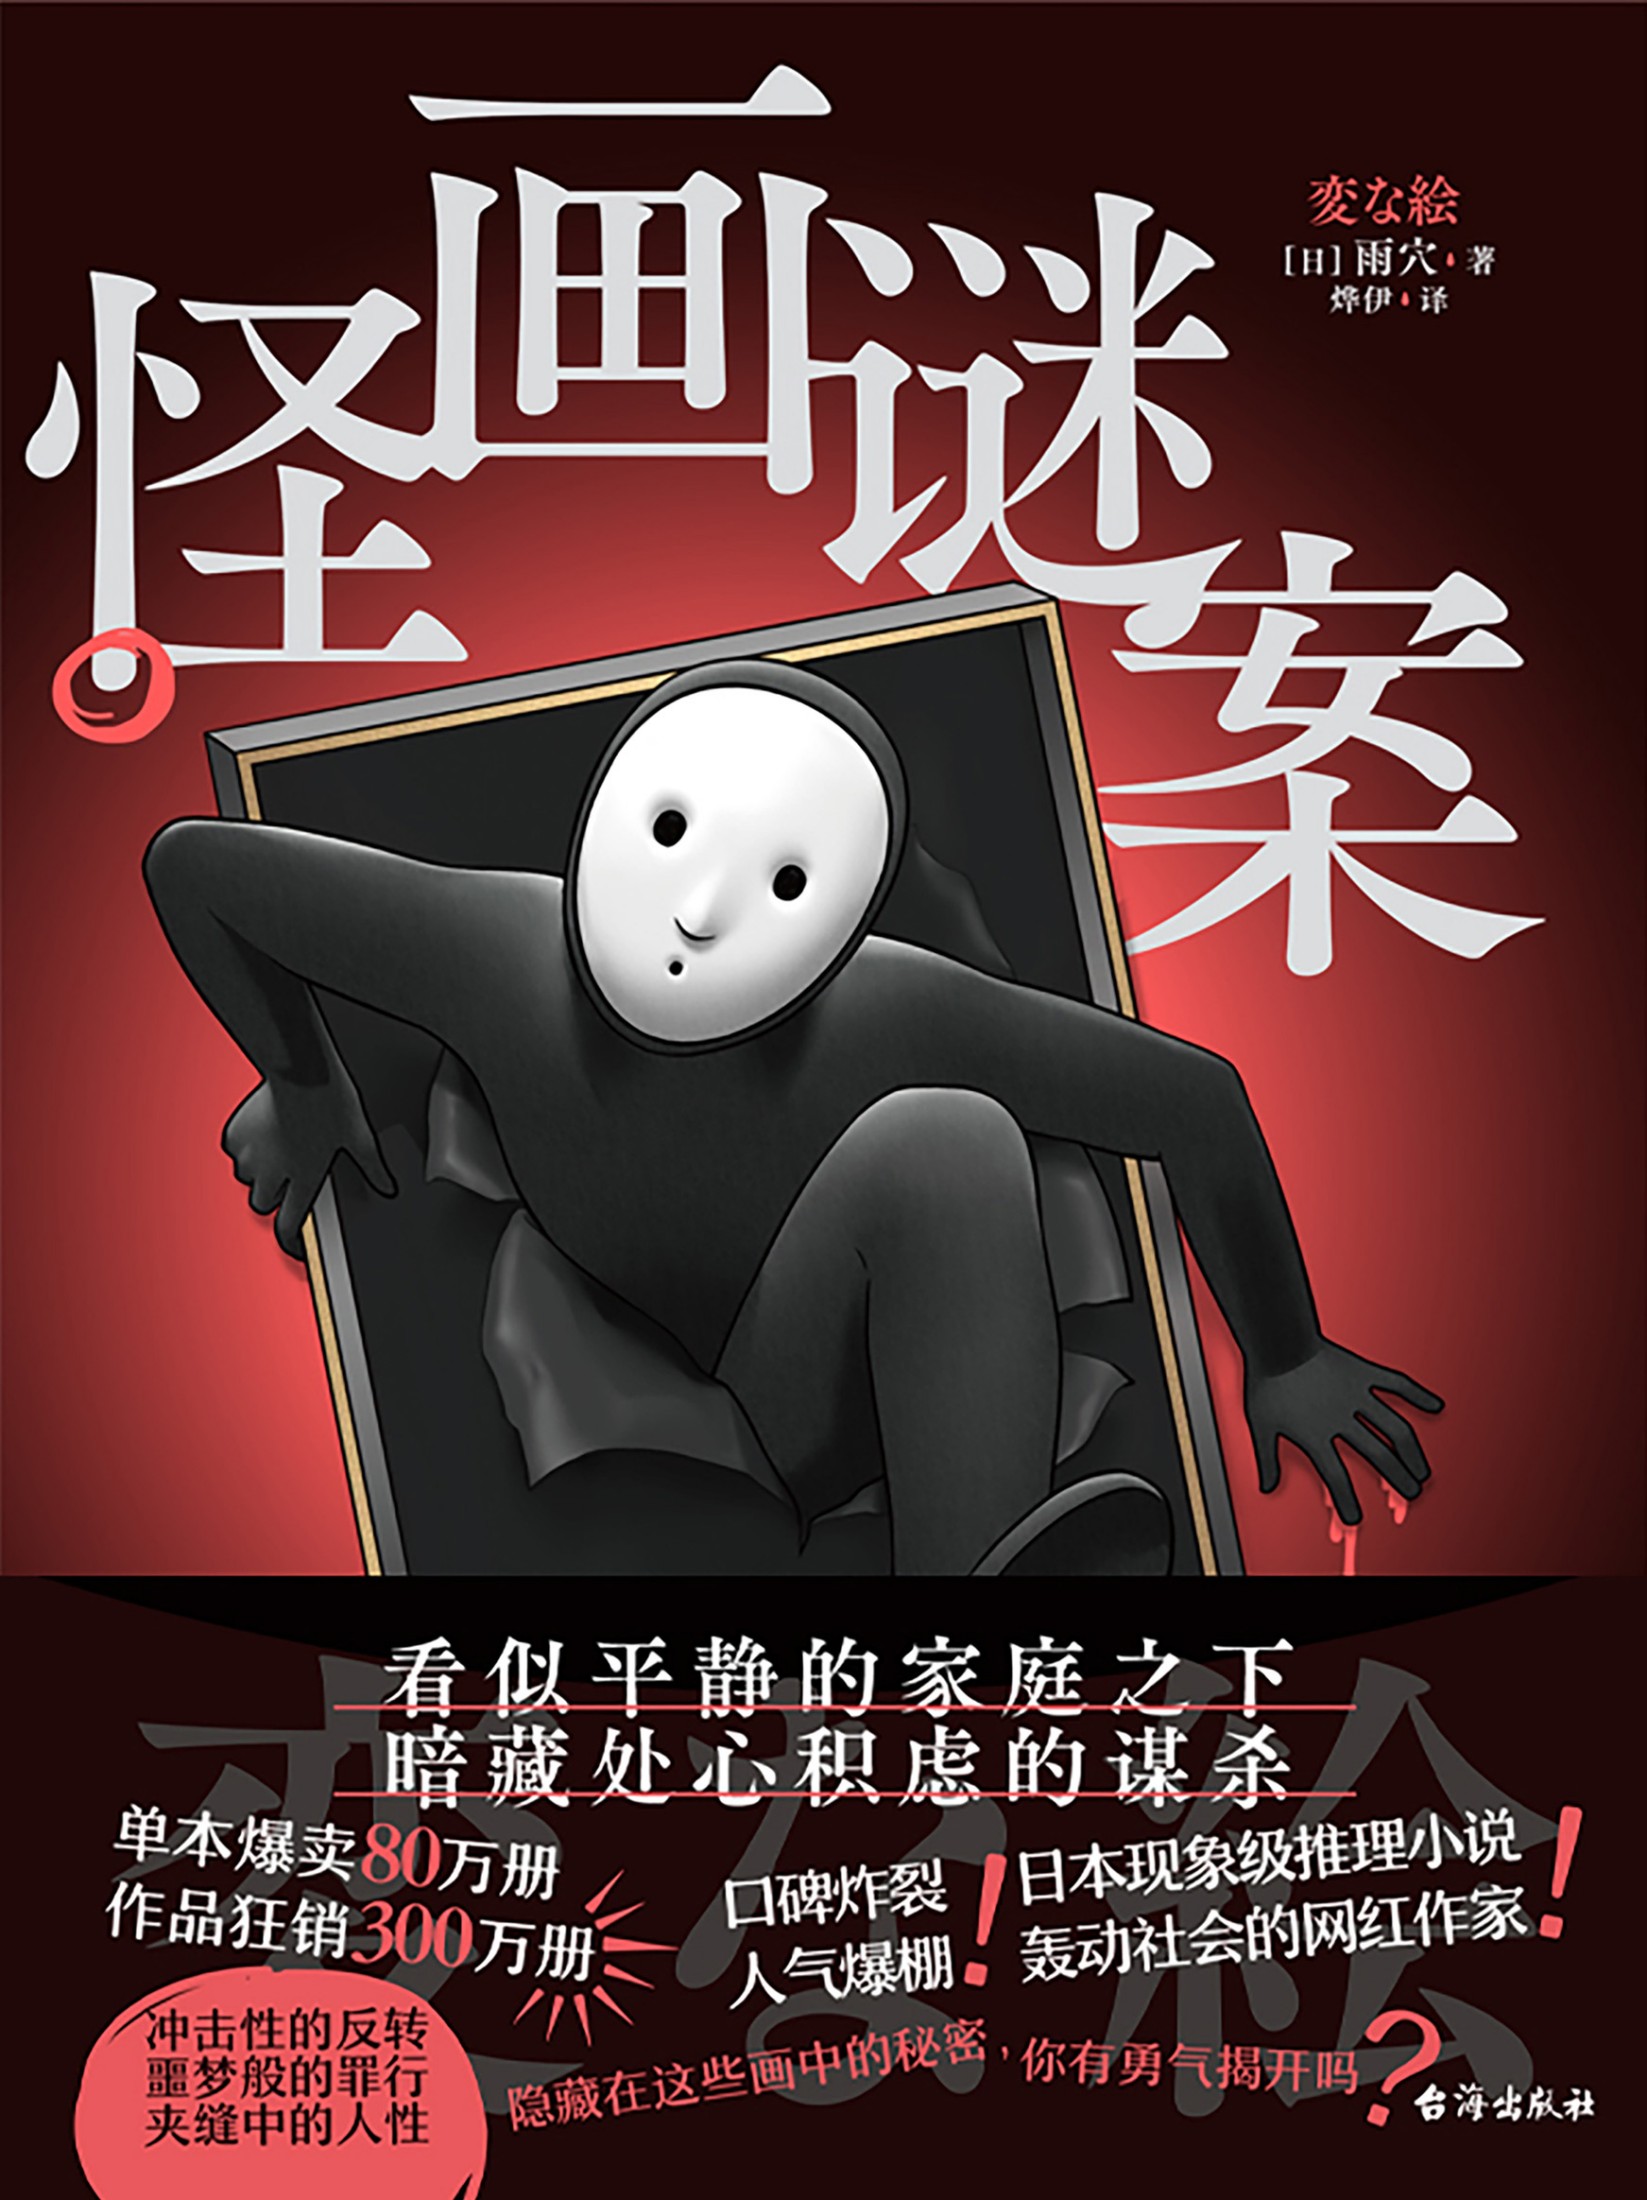 怪画谜案
変な絵
[日] 雨穴·著
烨伊·译
看似平静的家庭之下
暗藏处心积虑的谋杀
单本爆卖80万册
作品狂销300万册
口碑炸裂
人气爆棚！
日本现象级推理小说
轰动社会的网红作家！
变な絵
冲击性的反转
噩梦般的罪行
夹缝中的人性
隐藏在这些画中的秘密，你有勇气揭开吗？
台海出版社